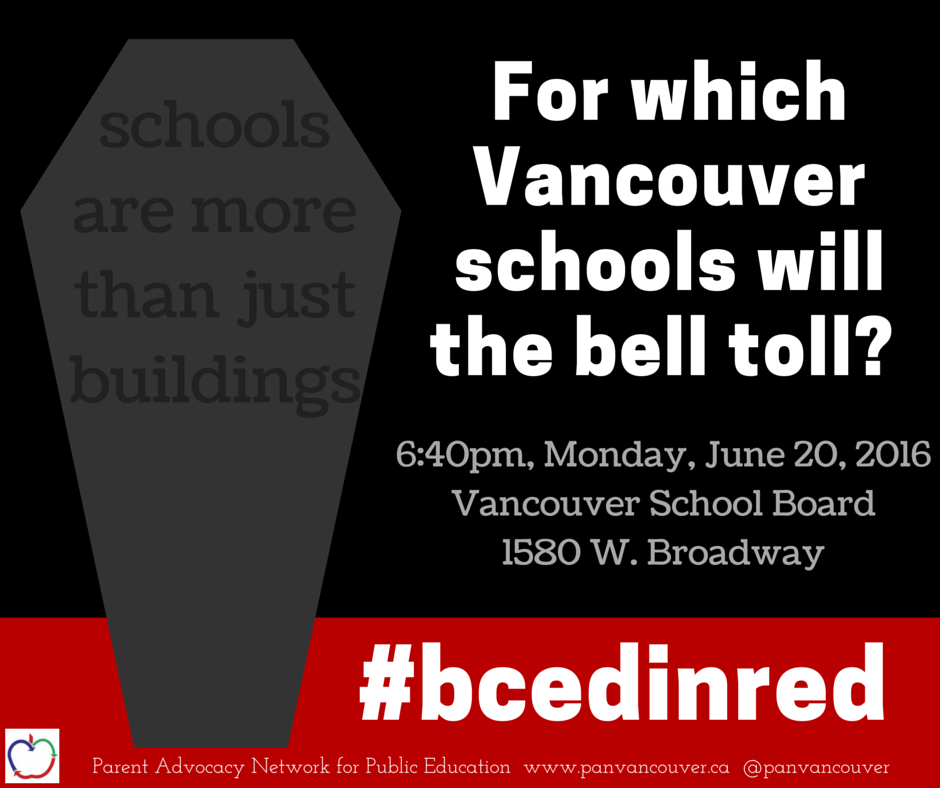 schools
are more
than just
buildings
For which
Vancouver
schools will
the bell toll?
6:40pm, Monday, June 20, 2016
Vancouver School Board
1580 W. Broadway
#bcedinred
Parent Advocacy Network for Public Education www.panvancouver.ca @panvancouver